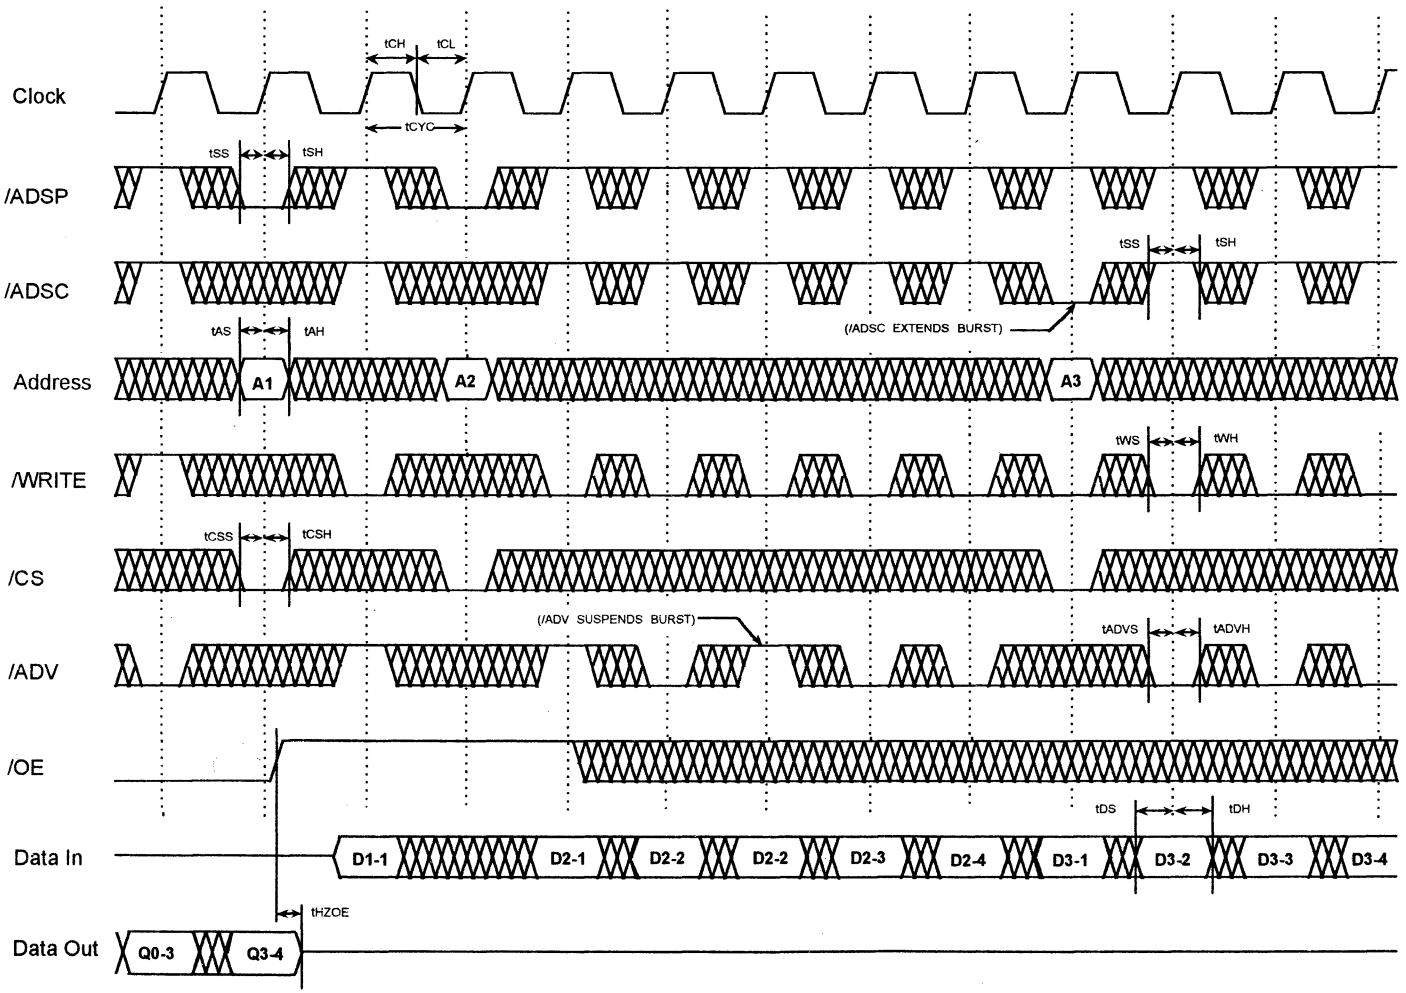 tCH tCL
Clock
tCYC
tSS tSH
/ADSP
tSS tSH
/ADSC
(/ADSC EXTENDS BURST)
tAS tAH
Address A1 A2 A3
tWS tWH
/WRITE
tCSS tCSH
/CS
(/ADV SUSPENDS BURST)
tADVS tADVH
/ADV
/OE
tDS tDH
Data In D1-1 D2-1 D2-2 D2-2 D2-3 D2-4 D3-1 D3-2 D3-3 D3-4
tHZOE
Data Out Q0-3 Q3-4